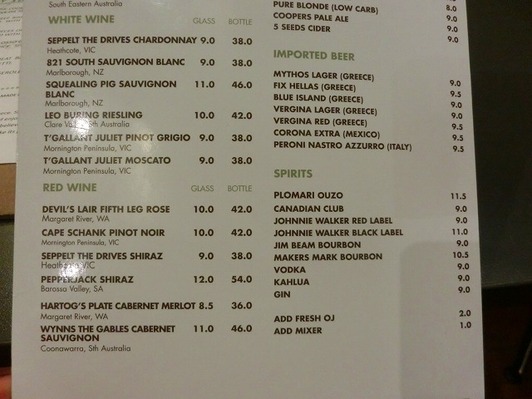 South Eastern Australia
WHITE WINE GLASS BOTTLE
SEPPELT THE DRIVES CHARDONNAY 9.0 38.0
Heathcote, VIC
821 SOUTH SAUVIGNON BLANC 9.0 38.0
Marlborough, NZ
SQUEALING PIG SAUVIGNON 11.0 46.0
BLANC
Marlborough, NZ
LEO BURING RIESLING 10.0 42.0
Clare Valley, Sth Australia
T'GALLANT JULIET PINOT GRIGIO 9.0 38.0
Mornington Peninsula, VIC
T'GALLANT JULIET MOSCATO 9.0 38.0
Mornington Peninsula, VIC
RED WINE GLASS BOTTLE
DEVIL'S LAIR FIFTH LEG ROSE 10.0 42.0
Margaret River, WA
CAPE SCHANK PINOT NOIR 10.0 42.0
Mornington Peninsula, VIC
SEPPELT THE DRIVES SHIRAZ 9.0 38.0
Heathcote, VIC
PEPPERJACK SHIRAZ 12.0 54.0
Barossa Valley, SA
HARTOG'S PLATE CABERNET MERLOT 8.5 36.0
Margaret River, WA
WYNNS THE GABLES CABERNET 11.0 46.0
SAUVIGNON
Coonawarra, Sth Australia
PURE BLONDE (LOW CARB) 8.0
COOPERS PALE ALE 9.0
5 SEEDS CIDER 9.0
IMPORTED BEER
MYTHOS LAGER (GREECE) 9.0
FIX HELLAS (GREECE) 9.5
BLUE ISLAND (GREECE) 9.0
VERGINA LAGER (GREECE) 9.0
VERGINA RED (GREECE) 9.5
CORONA EXTRA (MEXICO) 9.5
PERONI NASTRO AZZURRO (ITALY) 9.5
SPIRITS
PLOMARI OUZO 11.5
CANADIAN CLUB 9.0
JOHNNIE WALKER RED LABEL 9.0
JOHNNIE WALKER BLACK LABEL 11.0
JIM BEAM BOURBON 9.0
MAKERS MARK BOURBON 10.5
VODKA 9.0
KAHLUA 9.0
GIN 9.0
ADD FRESH OJ 2.0
ADD MIXER 1.0